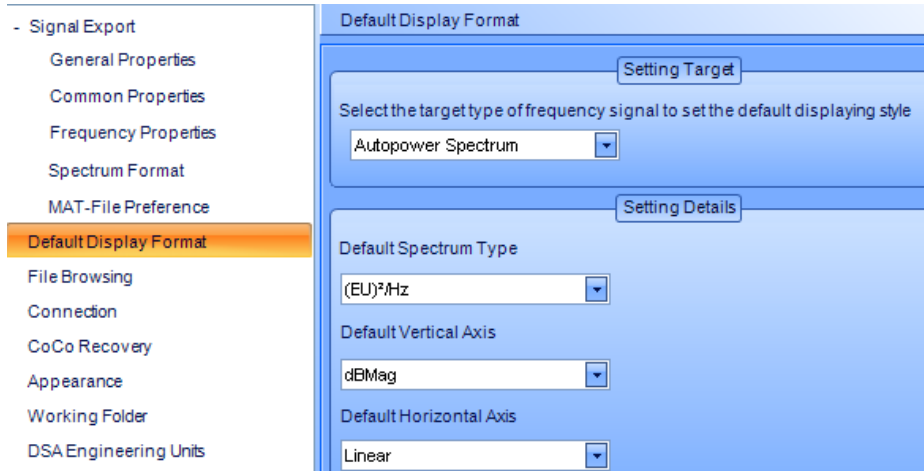 - Signal Export
General Properties
Common Properties
Frequency Properties
Spectrum Format
MAT-File Preference
Default Display Format
File Browsing
Connection
CoCo Recovery
Appearance
Working Folder
DSA Engineering Units
Default Display Format
Setting Target
Select the target type of frequency signal to set the default displaying style
Autopower Spectrum
Setting Details
Default Spectrum Type
(EU)²/Hz
Default Vertical Axis
dBMag
Default Horizontal Axis
Linear